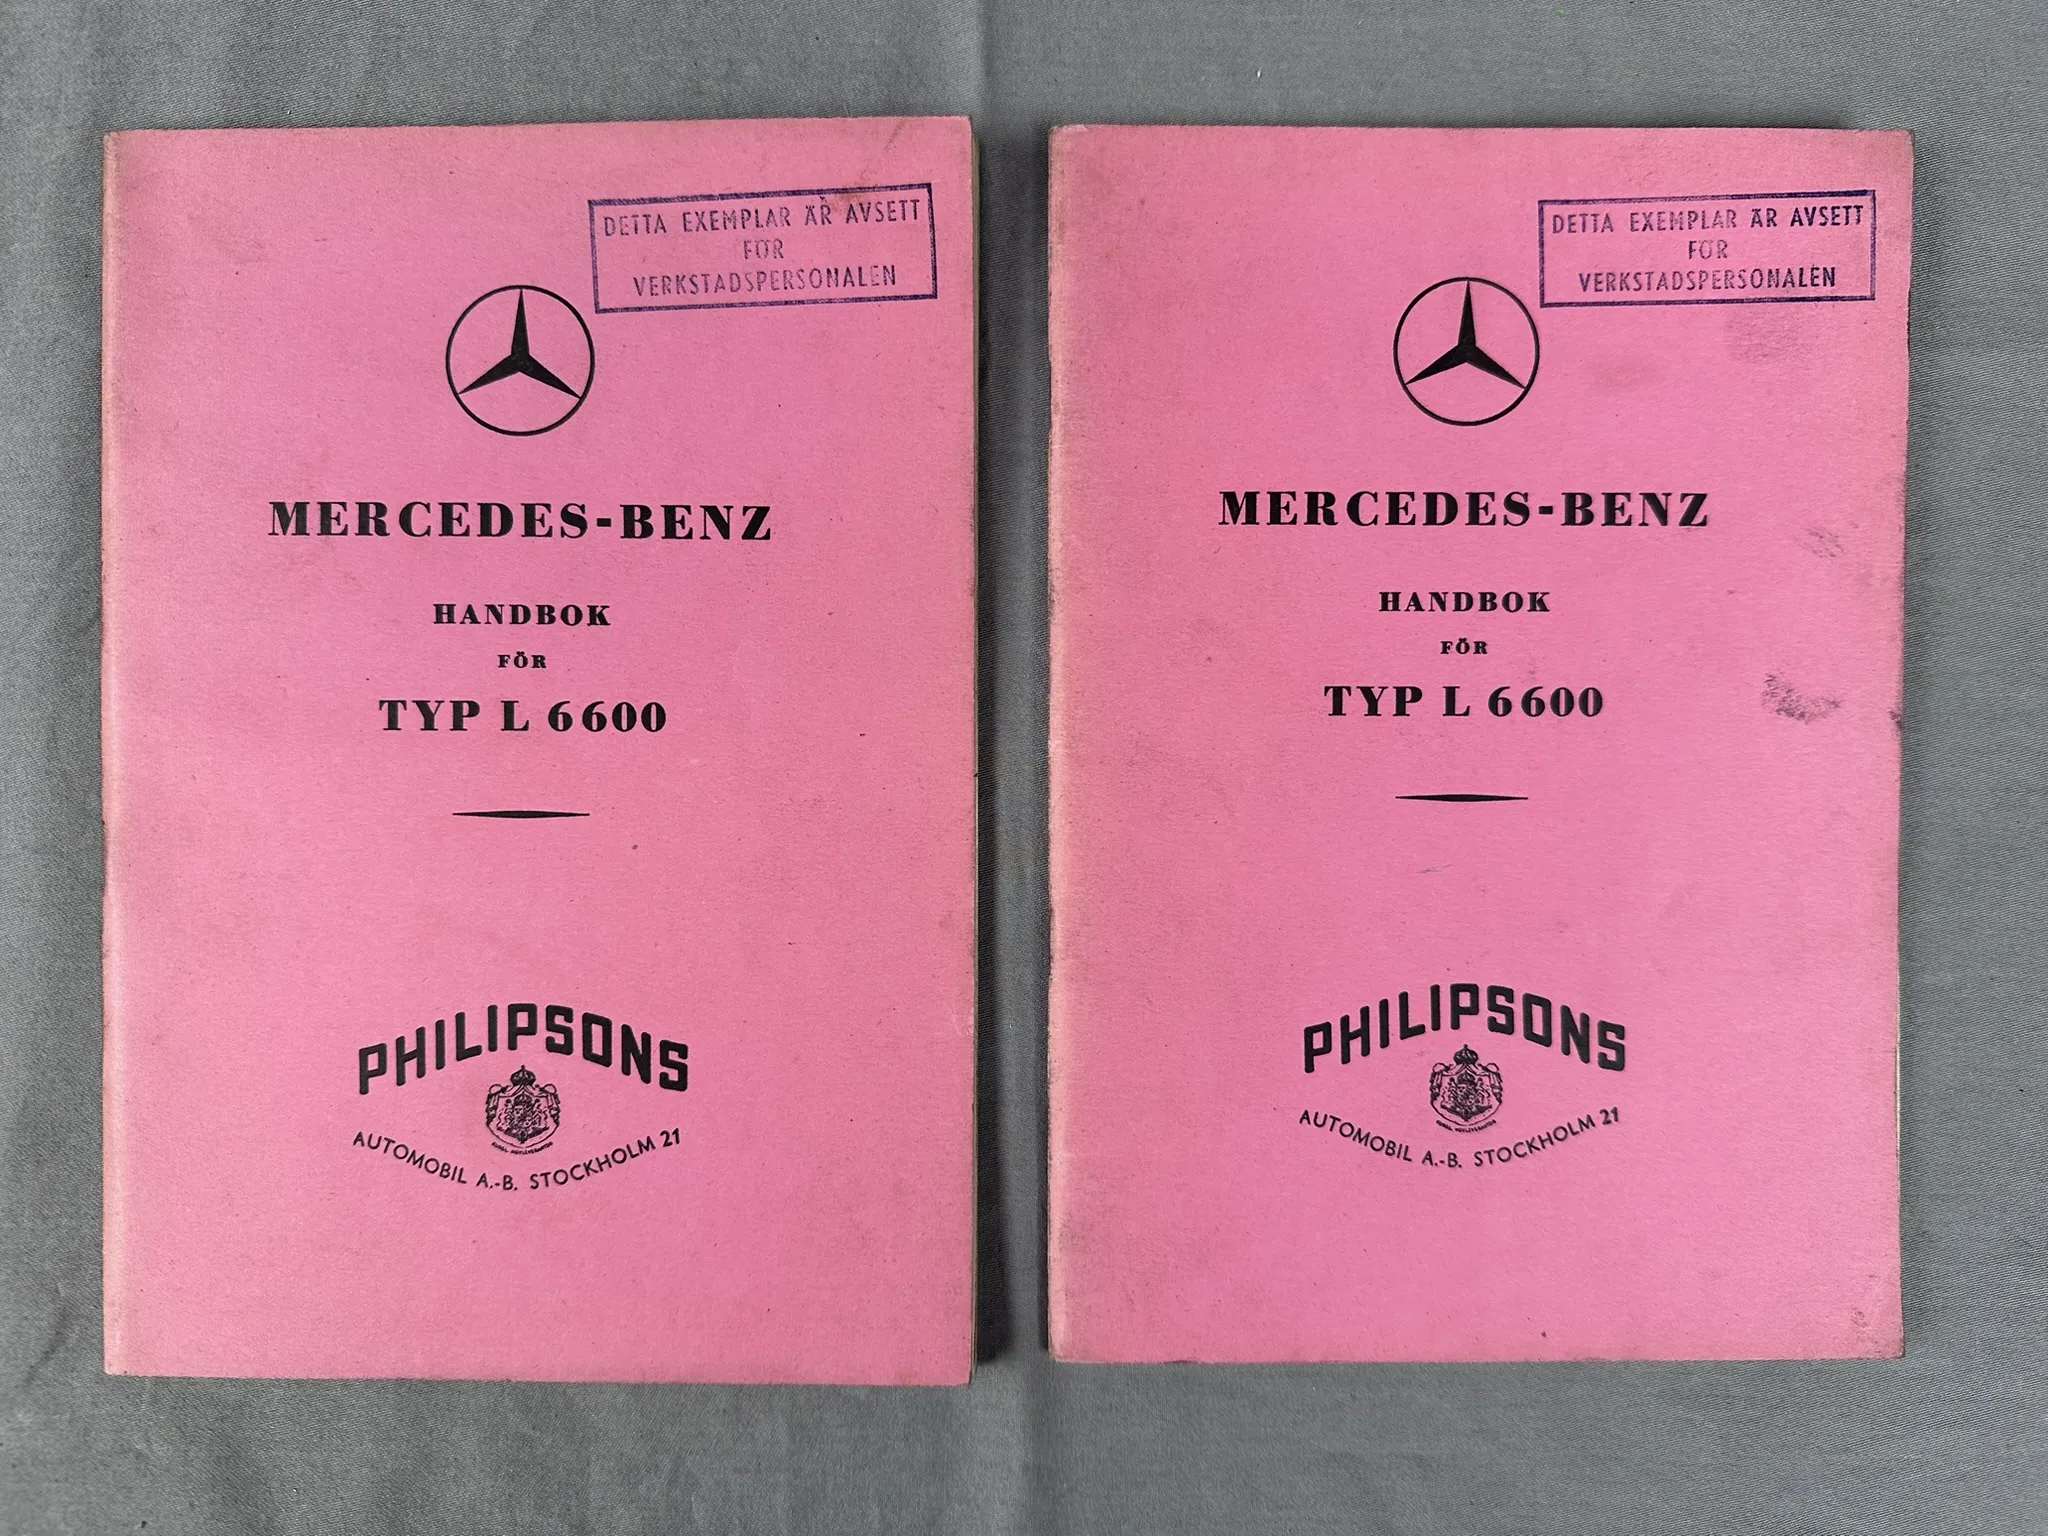 DETTA EXEMPLAR ÄR AVSETT
FÖR
VERKSTADSPERSONALEN
MERCEDES-BENZ
HANDBOK
FÖR
TYP L 6600
PHILIPSONS
AUTOMOBIL A.-B. STOCKHOLM 21
DETTA EXEMPLAR ÄR AVSETT
FÖR
VERKSTADSPERSONALEN
MERCEDES-BENZ
HANDBOK
FÖR
TYP L 6600
PHILIPSONS
AUTOMOBIL A.-B. STOCKHOLM 21